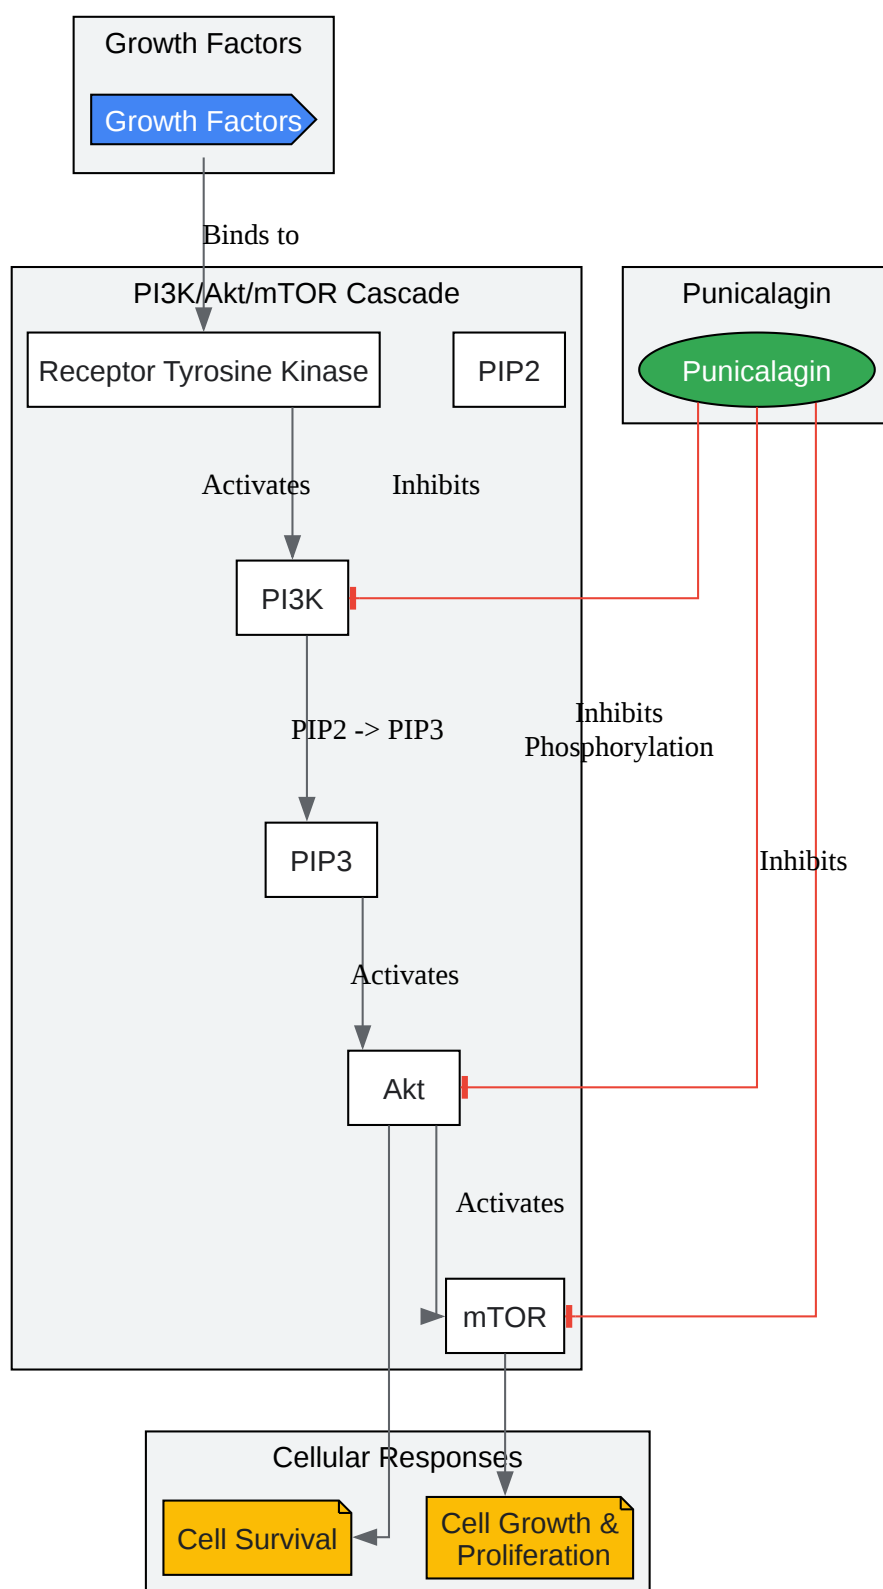 Growth Factors
Growth Factors
Binds to
PI3K/Akt/mTOR Cascade
Punicalagin
Receptor Tyrosine Kinase
PIP2
Punicalagin
Activates
Inhibits
PI3K
Inhibits
Phosphorylation
PIP2 -> PIP3
PIP3
Inhibits
Activates
Akt
Activates
mTOR
Cellular Responses
Cell Survival
Cell Growth &
Proliferation